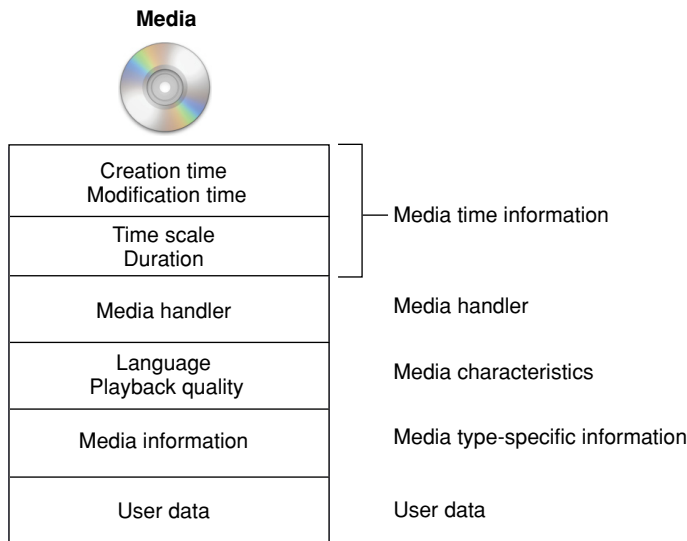 Media
Creation time
Modification time
Media time information
Time scale
Duration
Media handler
Media handler
Language
Playback quality
Media characteristics
Media information
Media type-specific information
User data
User data